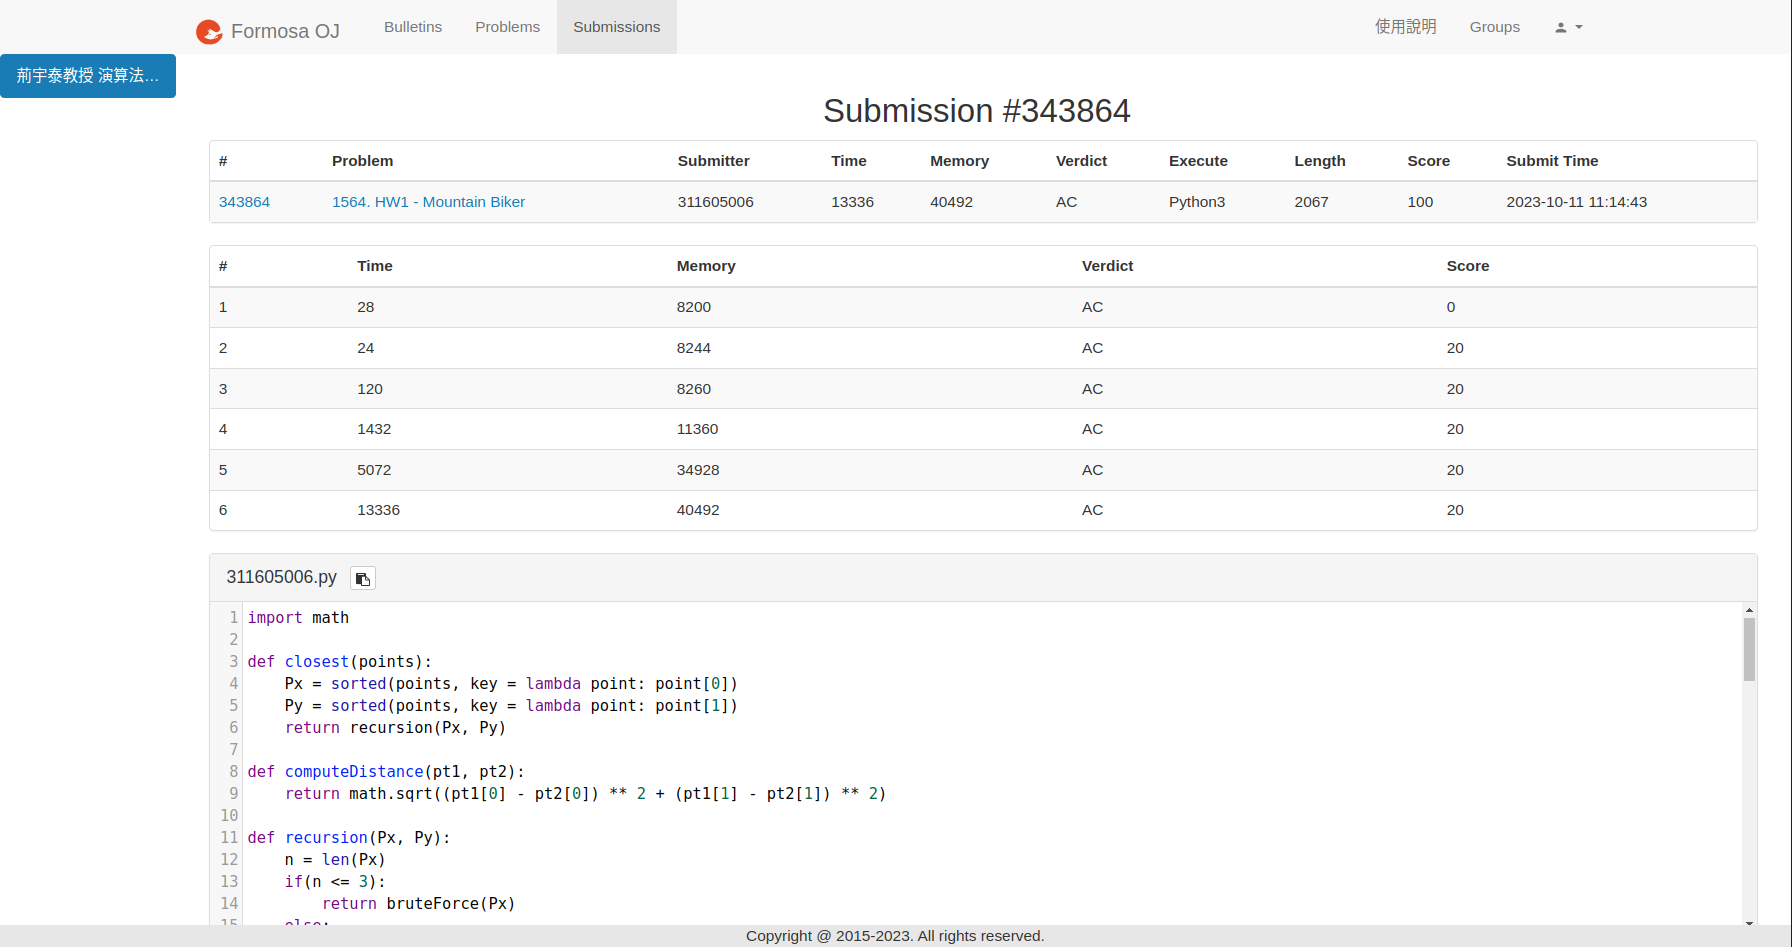 Formosa OJ Bulletins Problems Submissions 使用說明 Groups
荊宇泰教授 演算法...
Submission #343864
# Problem Submitter Time Memory Verdict Execute Length Score Submit Time
343864 1564. HW1 - Mountain Biker 311605006 13336 40492 AC Python3 2067 100 2023-10-11 11:14:43
# Time Memory Verdict Score
1 28 8200 AC 0
2 24 8244 AC 20
3 120 8260 AC 20
4 1432 11360 AC 20
5 5072 34928 AC 20
6 13336 40492 AC 20
311605006.py
1 import math
2
3 def closest(points):
4     Px = sorted(points, key = lambda point: point[0])
5     Py = sorted(points, key = lambda point: point[1])
6     return recursion(Px, Py)
7
8 def computeDistance(pt1, pt2):
9     return math.sqrt((pt1[0] - pt2[0]) ** 2 + (pt1[1] - pt2[1]) ** 2)
10
11 def recursion(Px, Py):
12     n = len(Px)
13     if(n <= 3):
14         return bruteForce(Px)
15     else:
Copyright @ 2015-2023. All rights reserved.